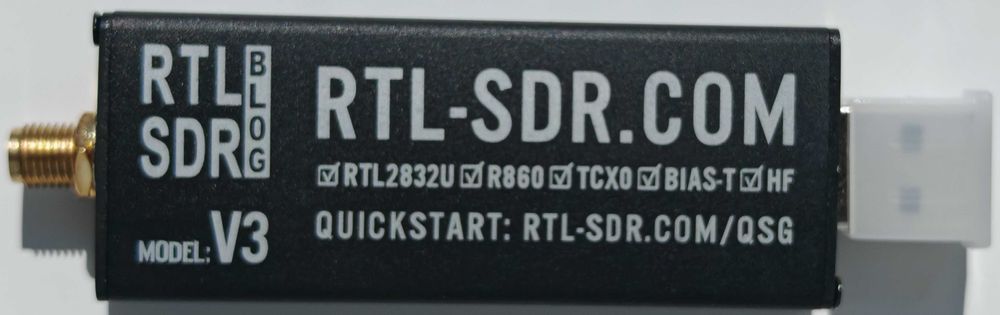 RTL
SDR
BLOG
MODEL: V3
RTL-SDR.COM
☑ RTL2832U ☑ R860 ☑ TCXO ☑ BIAS-T ☑ HF
QUICKSTART: RTL-SDR.COM/QSG